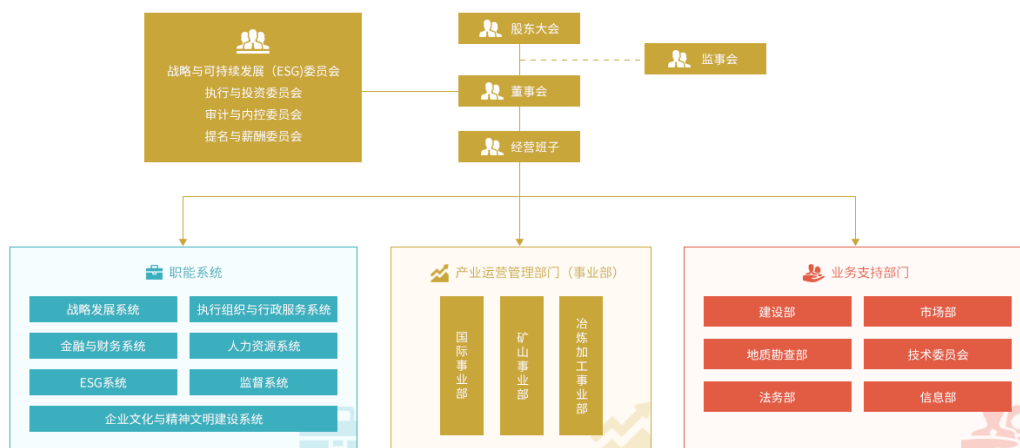 股东大会
监事会
战略与可持续发展（ESG)委员会
执行与投资委员会
审计与内控委员会
提名与薪酬委员会
董事会
经营班子
职能系统
战略发展系统
执行组织与行政服务系统
金融与财务系统
人力资源系统
ESG系统
监督系统
企业文化与精神文明建设系统
产业运营管理部门（事业部）
国际事业部
矿山事业部
冶炼加工事业部
业务支持部门
建设部
市场部
地质勘查部
技术委员会
法务部
信息部